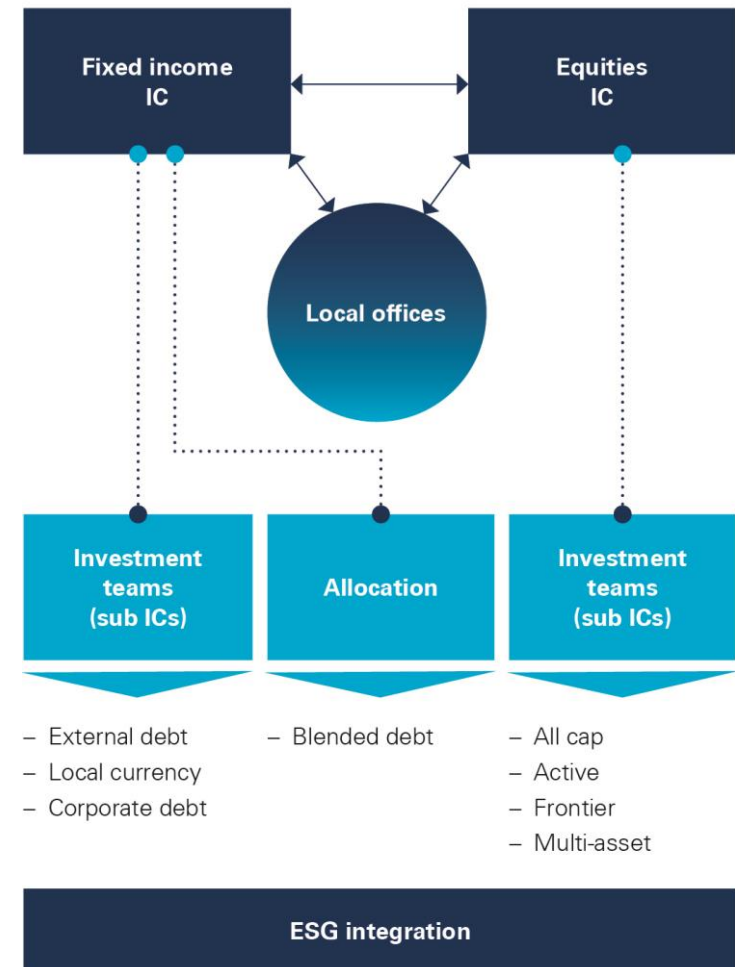 Fixed income
IC
Equities
IC
Local offices
Investment
teams
(sub ICs)
Allocation
Investment
teams
(sub ICs)
– External debt
– Local currency
– Corporate debt
– Blended debt
– All cap
– Active
– Frontier
– Multi-asset
ESG integration